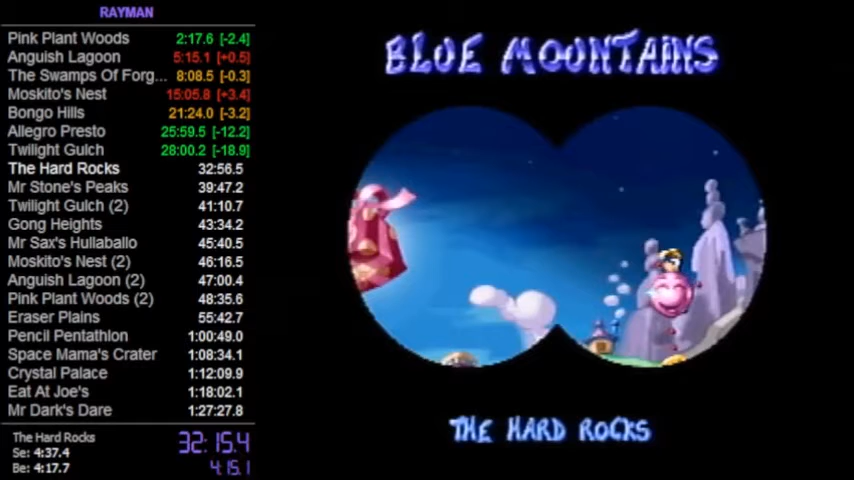 RAYMAN
Pink Plant Woods 2:17.6 [-2.4]
Anguish Lagoon 5:15.1 [+0.5]
The Swamps Of Forg... 8:08.5 [-0.3]
Moskito's Nest 15:05.8 [+3.4]
Bongo Hills 21:24.0 [-3.2]
Allegro Presto 25:59.5 [-12.2]
Twilight Gulch 28:00.2 [-18.9]
The Hard Rocks 32:56.5
Mr Stone's Peaks 39:47.2
Twilight Gulch (2) 41:10.7
Gong Heights 43:34.2
Mr Sax's Hullaballo 45:40.5
Moskito's Nest (2) 46:16.5
Anguish Lagoon (2) 47:00.4
Pink Plant Woods (2) 48:35.6
Eraser Plains 55:42.7
Pencil Pentathlon 1:00:49.0
Space Mama's Crater 1:08:34.1
Crystal Palace 1:12:09.9
Eat At Joe's 1:18:02.1
Mr Dark's Dare 1:27:27.8
The Hard Rocks 32:15.4
Se: 4:37.4
Be: 4:17.7 4:15.1
BLUE MOUNTAINS
THE HARD ROCKS